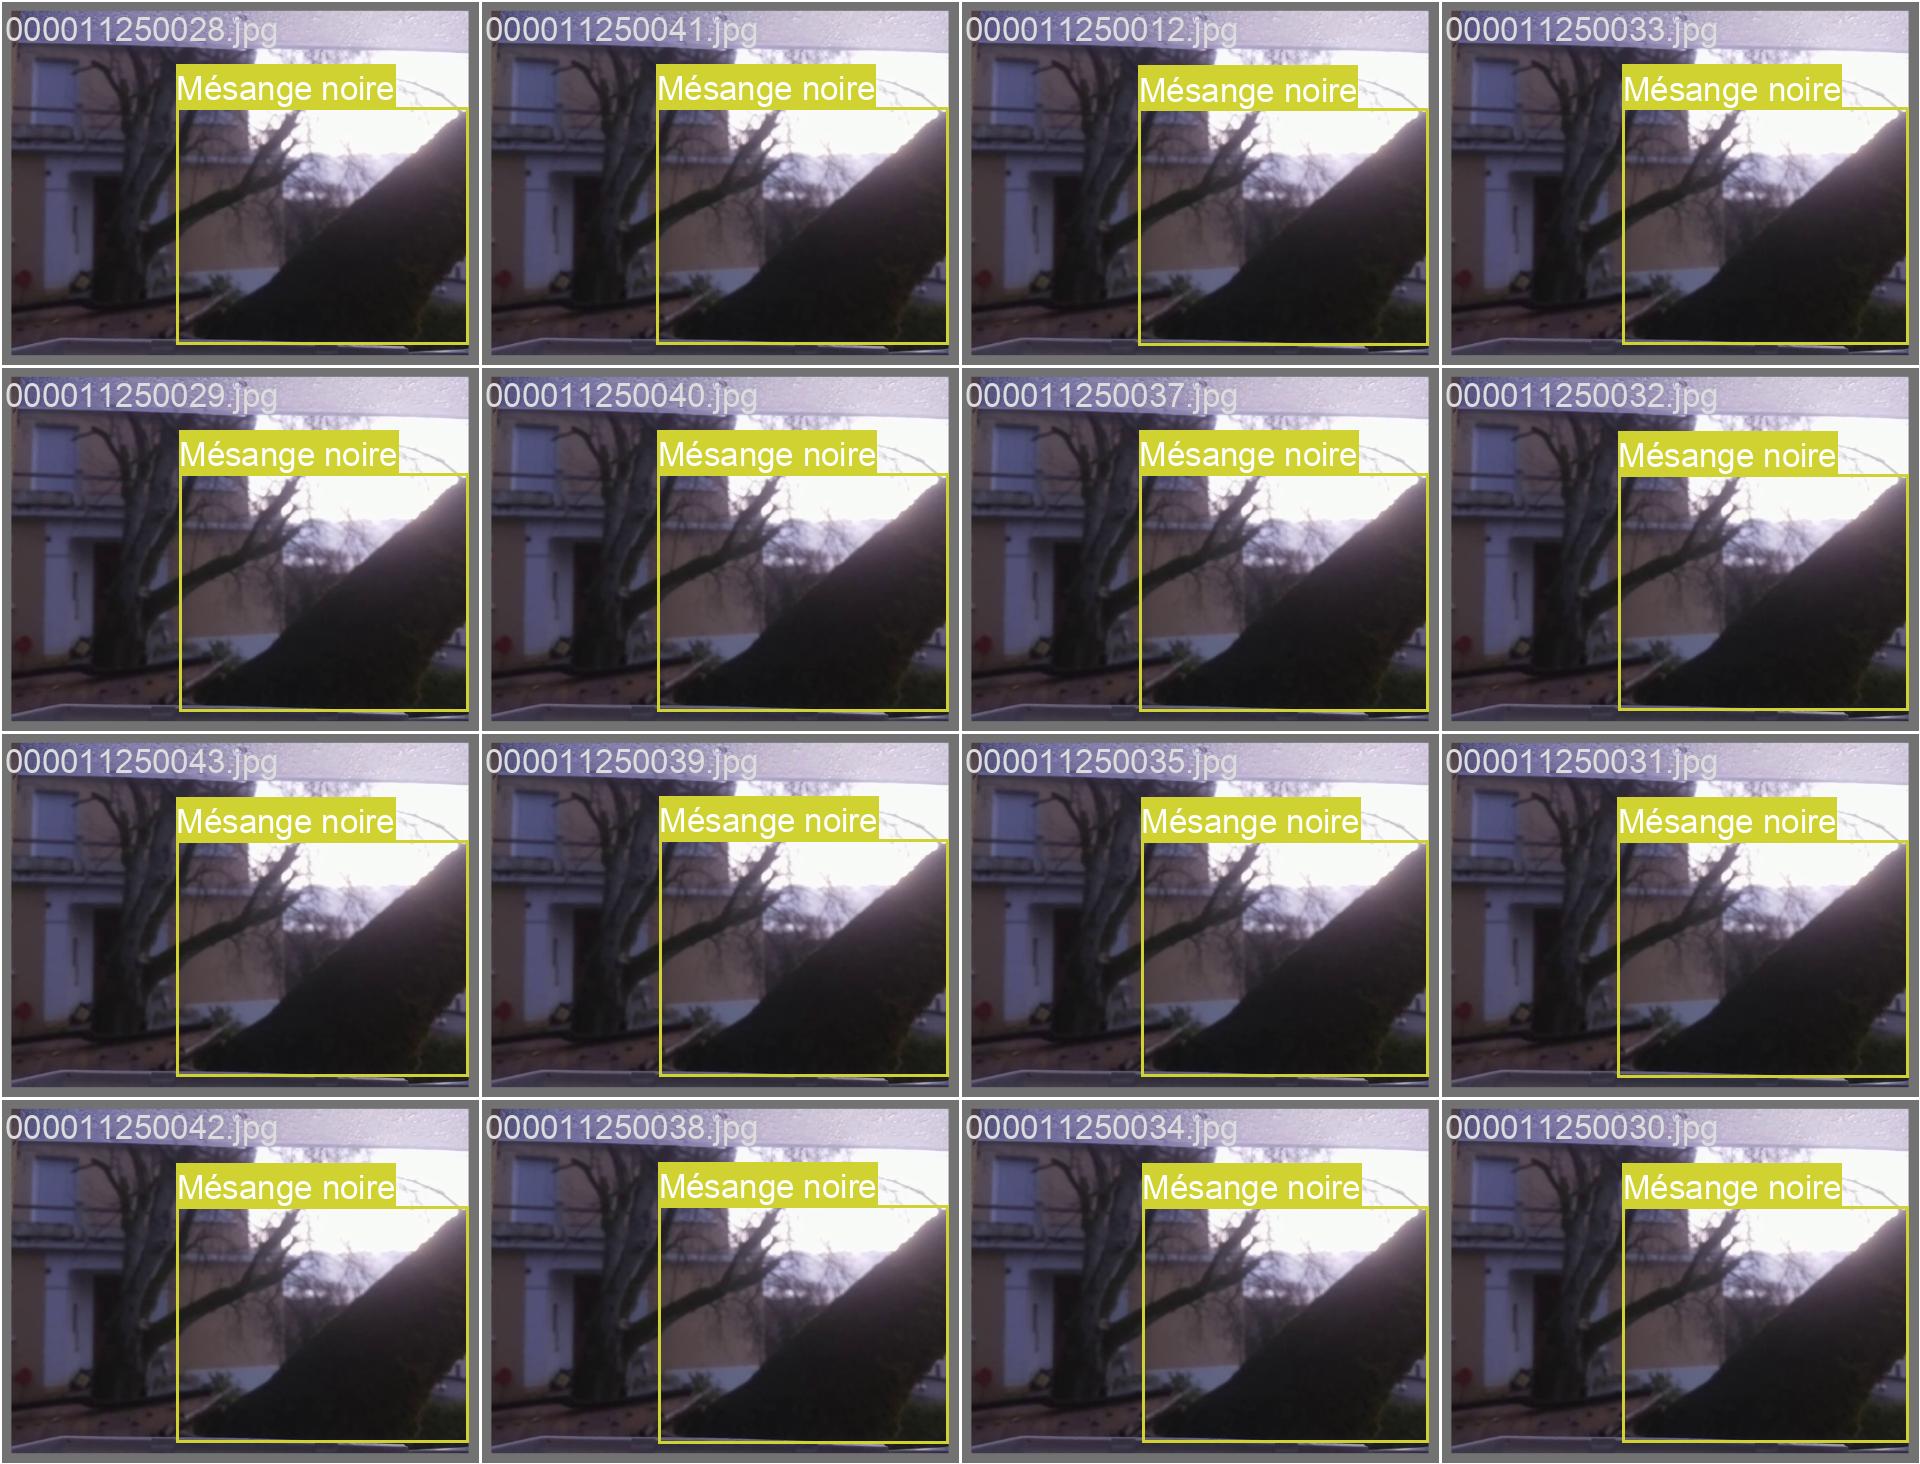 000011250028.jpg
Mésange noire
000011250041.jpg
Mésange noire
000011250012.jpg
Mésange noire
000011250033.jpg
Mésange noire
000011250029.jpg
Mésange noire
000011250040.jpg
Mésange noire
000011250037.jpg
Mésange noire
000011250032.jpg
Mésange noire
000011250043.jpg
Mésange noire
000011250039.jpg
Mésange noire
000011250035.jpg
Mésange noire
000011250031.jpg
Mésange noire
000011250042.jpg
Mésange noire
000011250038.jpg
Mésange noire
000011250034.jpg
Mésange noire
000011250030.jpg
Mésange noire